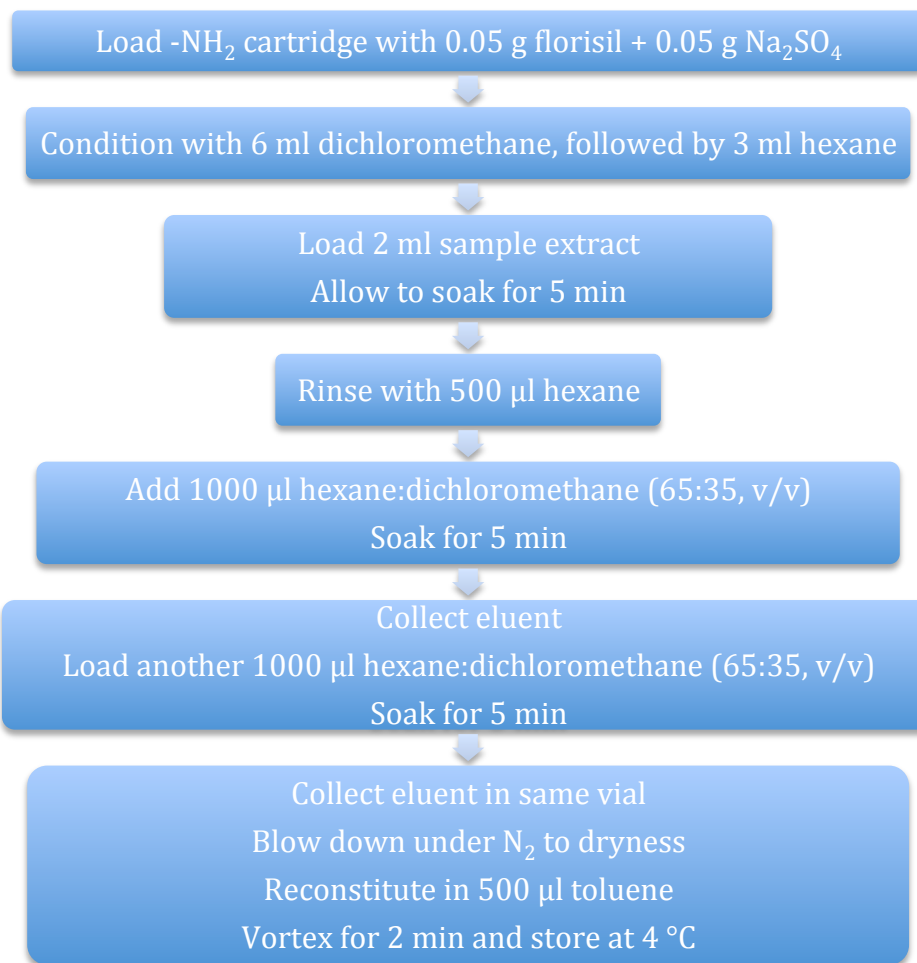 Load -NH₂ cartridge with 0.05 g florisil + 0.05 g Na₂SO₄
Condition with 6 ml dichloromethane, followed by 3 ml hexane
Load 2 ml sample extract
Allow to soak for 5 min
Rinse with 500 µl hexane
Add 1000 µl hexane:dichloromethane (65:35, v/v)
Soak for 5 min
Collect eluent
Load another 1000 µl hexane:dichloromethane (65:35, v/v)
Soak for 5 min
Collect eluent in same vial
Blow down under N₂ to dryness
Reconstitute in 500 µl toluene
Vortex for 2 min and store at 4 °C